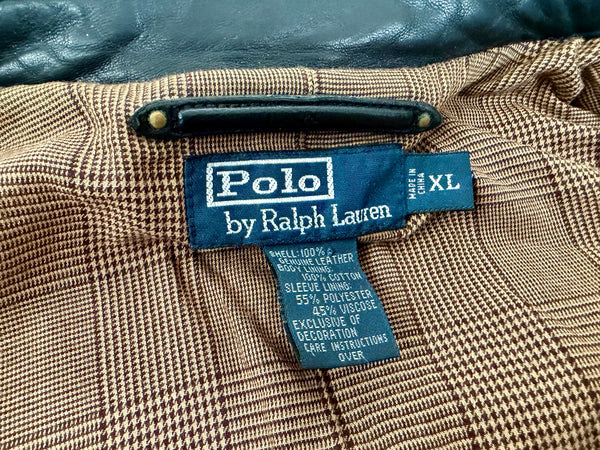 Polo
by Ralph Lauren
MADE IN
CHINA
XL
SHELL: 100%
GENUINE LEATHER
BODY LINING:
100% COTTON
SLEEVE LINING:
55% POLYESTER
45% VISCOSE
EXCLUSIVE OF
DECORATION
CARE INSTRUCTIONS
OVER